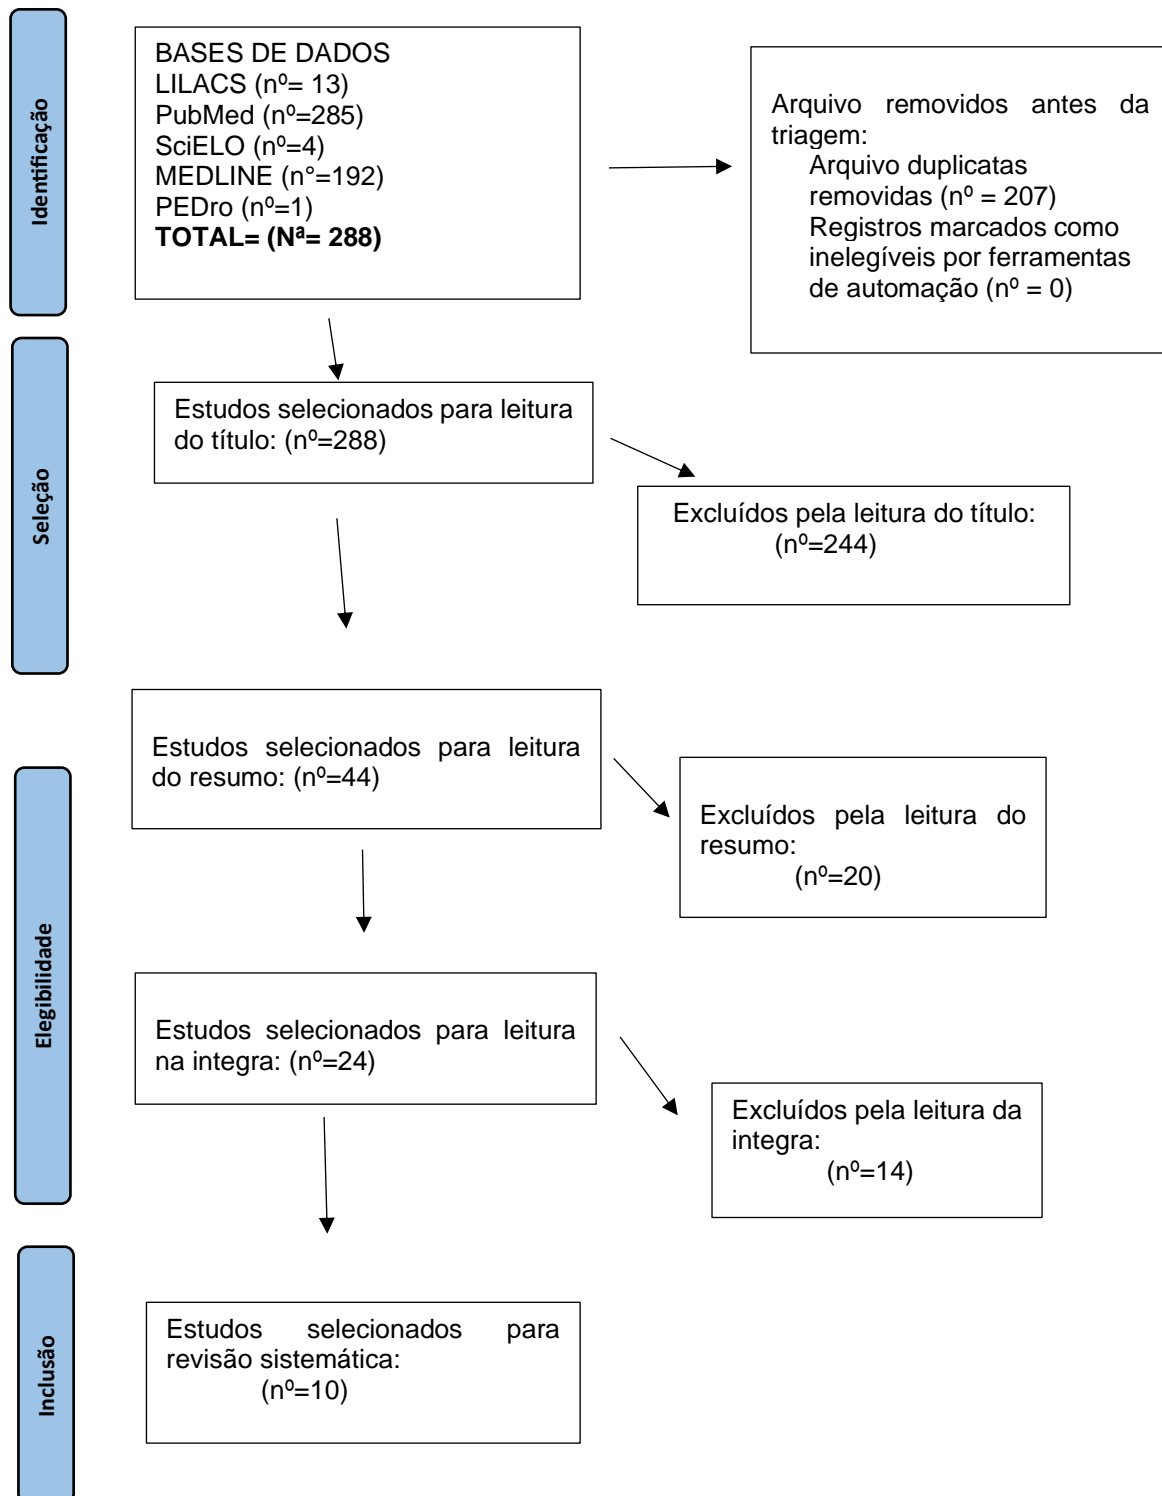 Identificação
BASES DE DADOS
LILACS (nº= 13)
PubMed (nº=285)
SciELO (nº=4)
MEDLINE (n°=192)
PEDro (nº=1)
TOTAL= (Nª= 288)
Arquivo removidos antes da
triagem:
Arquivo duplicatas
removidas (nº = 207)
Registros marcados como
inelegíveis por ferramentas
de automação (nº = 0)
Seleção
Estudos selecionados para leitura
do título: (nº=288)
Excluídos pela leitura do título:
(nº=244)
Estudos selecionados para leitura
do resumo: (nº=44)
Excluídos pela leitura do
resumo:
(nº=20)
Elegibilidade
Estudos selecionados para leitura
na integra: (nº=24)
Excluídos pela leitura da
integra:
(nº=14)
Inclusão
Estudos selecionados para
revisão sistemática:
(nº=10)